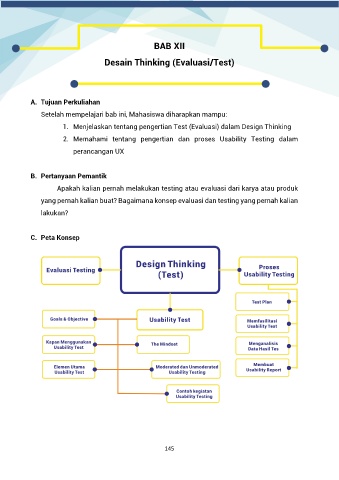 BAB XII
Desain Thinking (Evaluasi/Test)
A. Tujuan Perkuliahan
Setelah mempelajari bab ini, Mahasiswa diharapkan mampu:
1. Menjelaskan tentang pengertian Test (Evaluasi) dalam Design Thinking
2. Memahami tentang pengertian dan proses Usability Testing dalam
perancangan UX
B. Pertanyaan Pemantik
Apakah kalian pernah melakukan testing atau evaluasi dari karya atau produk
yang pernah kalian buat? Bagaimana konsep evaluasi dan testing yang pernah kalian
lakukan?
C. Peta Konsep
Evaluasi Testing
Design Thinking
(Test)
Proses
Usability Testing
Test Plan
Goals & Objective
Usability Test
Memfasilitasi
Usability Test
Kapan Menggunakan
Usability Test
The Mindset
Menganalisis
Data Hasil Tes
Elemen Utama
Usability Test
Moderated dan Unmoderated
Usability Testing
Membuat
Usability Report
Contoh kegiatan
Usability Testing
145